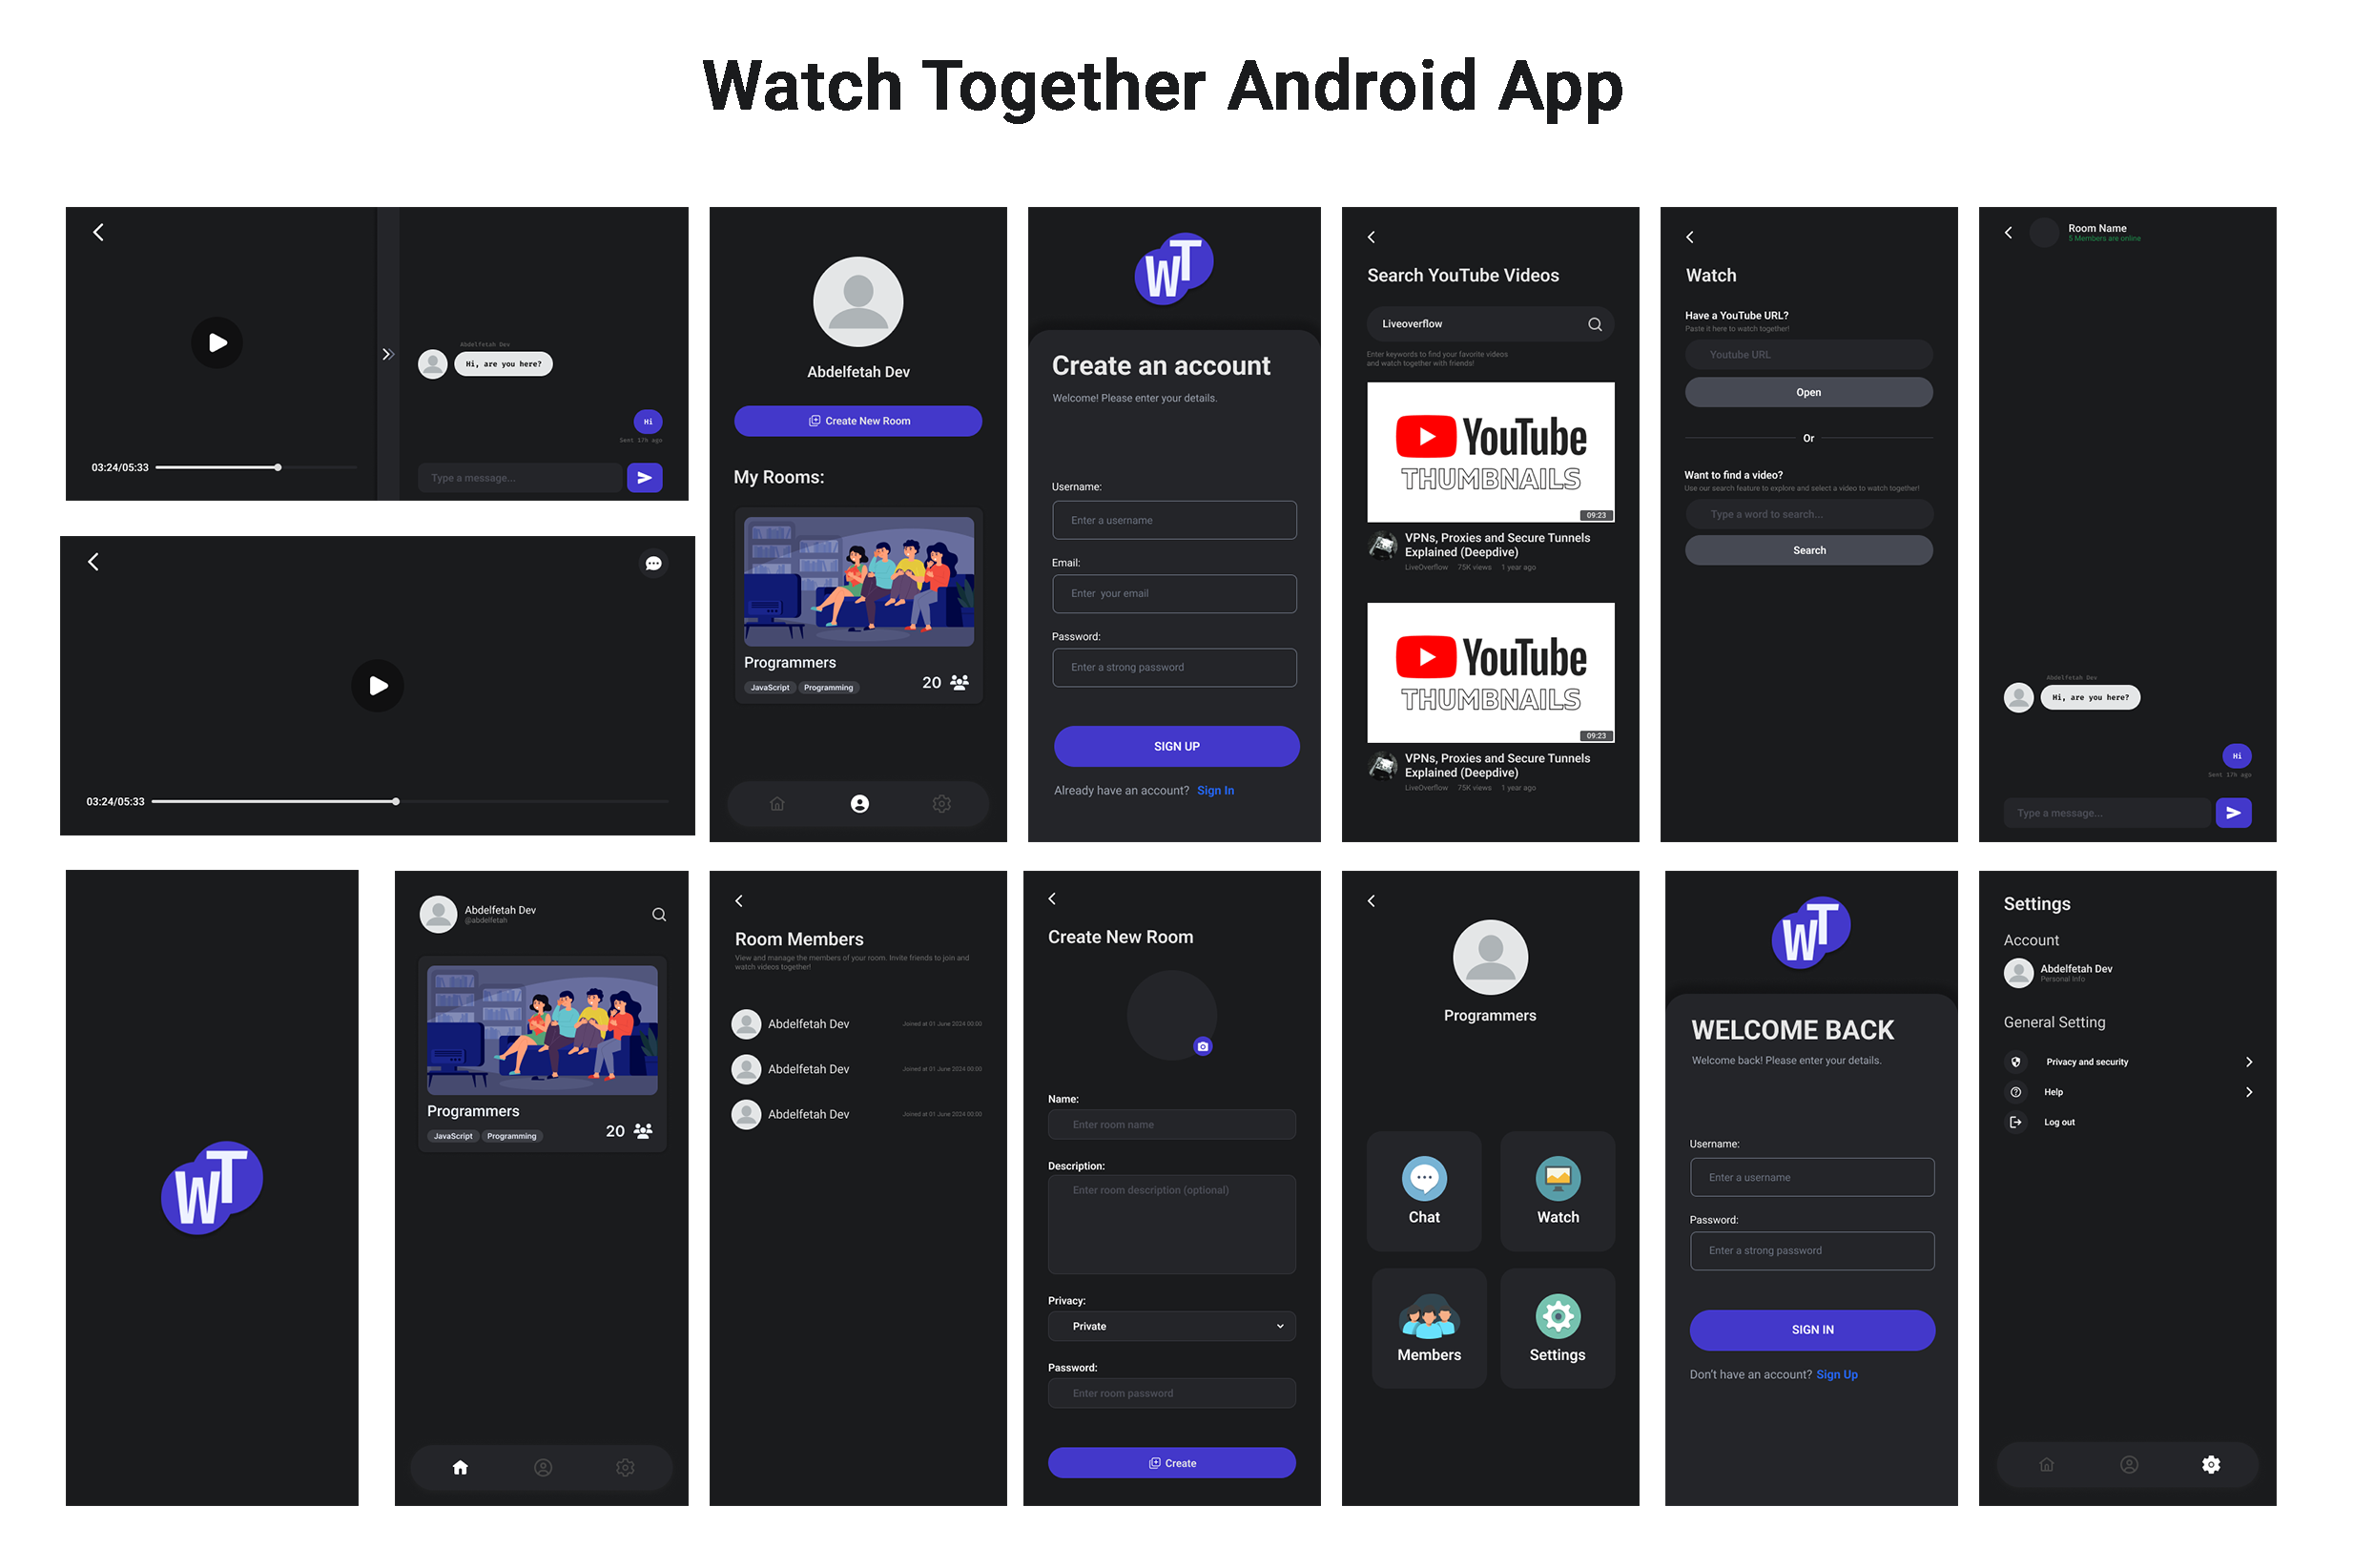 Watch Together Android App
Abdelfetah Dev
Hi, are you here?
Hi
Sent 17h ago
03:24/05:33
Type a message...
03:24/05:33
Abdelfetah Dev
Create New Room
My Rooms:
Programmers
JavaScript Programming
20
WT
Create an account
Welcome! Please enter your details.
Username:
Enter a username
Email:
Enter  your email
Password:
Enter a strong password
SIGN UP
Already have an account? Sign In
Search YouTube Videos
Liveoverflow
Enter keywords to find your favorite videos
and watch together with friends!
YouTube
THUMBNAILS
09:23
VPNs, Proxies and Secure Tunnels
Explained (Deepdive)
LiveOverflow 75K views 1 year ago
YouTube
THUMBNAILS
09:23
VPNs, Proxies and Secure Tunnels
Explained (Deepdive)
LiveOverflow 75K views 1 year ago
Watch
Have a YouTube URL?
Paste it here to watch together!
Youtube URL
Open
Or
Want to find a video?
Use our search feature to explore and select a video to watch together!
Type a word to search...
Search
Room Name
5 Members are online
Abdelfetah Dev
Hi, are you here?
Hi
Sent 17h ago
Type a message...
WT
Abdelfetah Dev
@abdelfetah
Programmers
JavaScript Programming
20
Room Members
View and manage the members of your room. Invite friends to join and
watch videos together!
Abdelfetah Dev Joined at 01 June 2024 00:00
Abdelfetah Dev Joined at 01 June 2024 00:00
Abdelfetah Dev Joined at 01 June 2024 00:00
Create New Room
Name:
Enter room name
Description:
Enter room description (optional)
Privacy:
Private
Password:
Enter room password
Create
Programmers
Chat
Watch
Members
Settings
WT
WELCOME BACK
Welcome back! Please enter your details.
Username:
Enter a username
Password:
Enter a strong password
SIGN IN
Don't have an account? Sign Up
Settings
Account
Abdelfetah Dev
Personal Info
General Setting
Privacy and security
Help
Log out